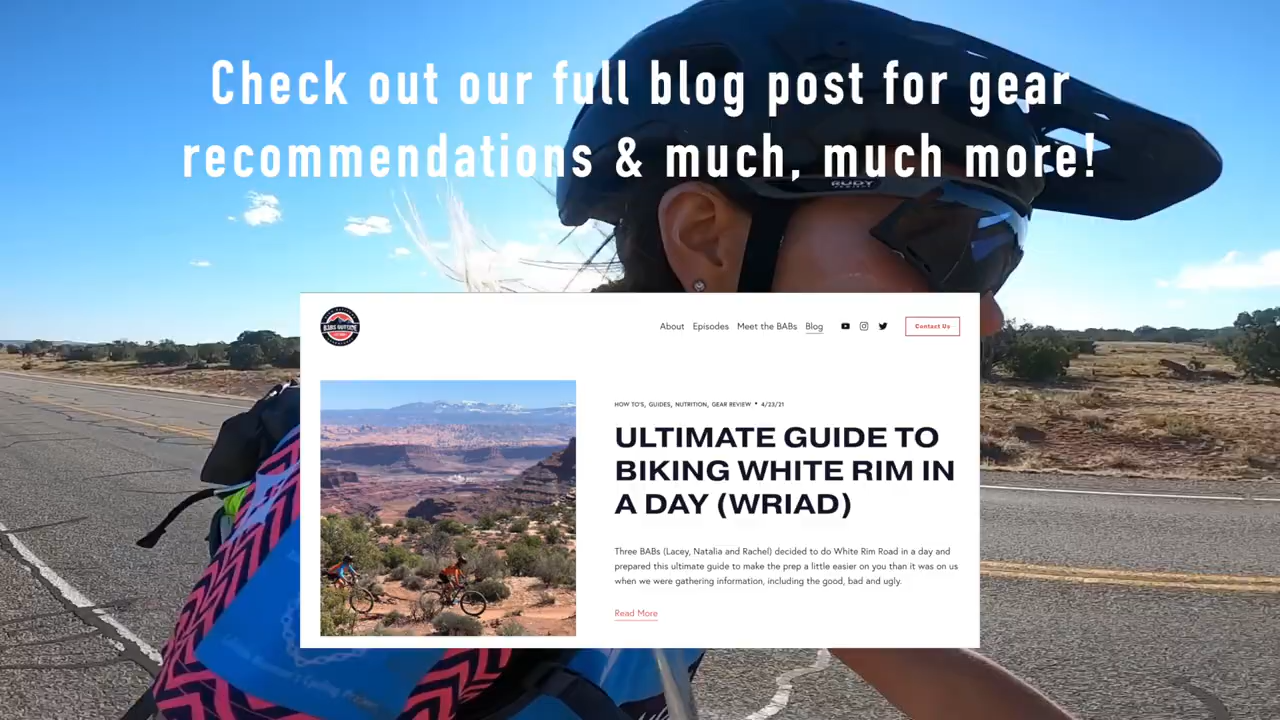 Check out our full blog post for gear
recommendations & much, much more!
RUDY
BABS OUTSIDE
About Episodes Meet the BABs Blog Contact Us
HOW TO'S, GUIDES, NUTRITION, GEAR REVIEW • 4/23/21
ULTIMATE GUIDE TO
BIKING WHITE RIM IN
A DAY (WRIAD)
Three BABs (Lacey, Natalia and Rachel) decided to do White Rim Road in a day and
prepared this ultimate guide to make the prep a little easier on you than it was on us
when we were gathering information, including the good, bad and ugly.
Read More